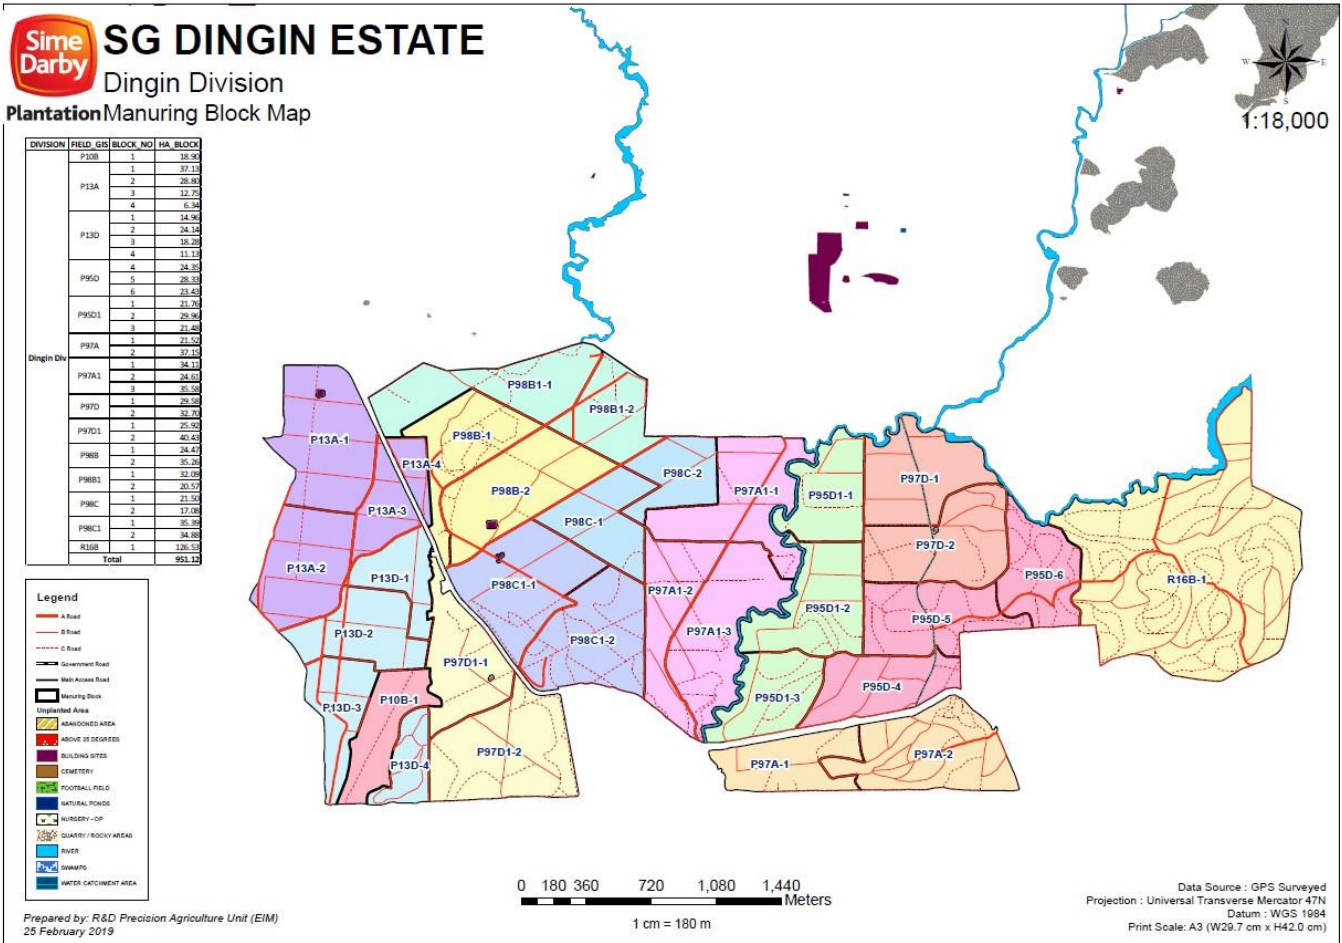 Sime
Darby
Plantation
SG DINGIN ESTATE
Dingin Division
Manuring Block Map
N
W E
S
1:18,000
DIVISION FIELD_GIS BLOCK_NO HA_BLOCK
Dingin Div
P10B 1 18.90
P13A 1 37.13
2 28.80
3 12.75
4 6.34
P13D 1 14.96
2 24.14
3 18.28
4 11.13
P95D 4 24.35
5 28.33
6 23.43
P95D1 1 21.76
2 29.96
3 21.48
P97A 1 21.52
2 37.15
P97A1 1 34.11
2 24.61
3 35.58
P97D 1 29.58
2 32.70
P97D1 1 25.92
2 40.43
P98B 1 24.47
2 35.26
P98B1 1 32.09
2 20.57
P98C 1 21.50
2 17.08
P98C1 1 35.39
2 34.88
R16B 1 126.53
Total 951.12
P98B1-1
P98B1-2
P13A-1
P98B-1
P13A-4
P98C-2
P97D-1
P98B-2
P97A1-1
P95D1-1
P13A-3
P98C-1
P97D-2
P13A-2
P13D-1
P98C1-1
P97A1-2
P95D-6
R16B-1
P95D1-2
P95D-5
P13D-2
P97A1-3
P98C1-2
P97D1-1
P95D-4
P10B-1
P95D1-3
P13D-3
P97D1-2
P97A-2
P13D-4
P97A-1
Legend
A Road
B Road
C Road
Government Road
Main Access Road
Manuring Block
Unplanted Area
ABANDONED AREA
ABOVE 25 DEGREES
BUILDING SITES
CEMETERY
FOOTBALL FIELD
NATURAL PONDS
NURSERY - OP
QUARRY / ROCKY AREAS
RIVER
SWAMPS
WATER CATCHMENT AREA
0 180 360 720 1,080 1,440
Meters
1 cm = 180 m
Prepared by: R&D Precision Agriculture Unit (EIM)
25 February 2019
Data Source : GPS Surveyed
Projection : Universal Transverse Mercator 47N
Datum : WGS 1984
Print Scale: A3 (W29.7 cm x H42.0 cm)